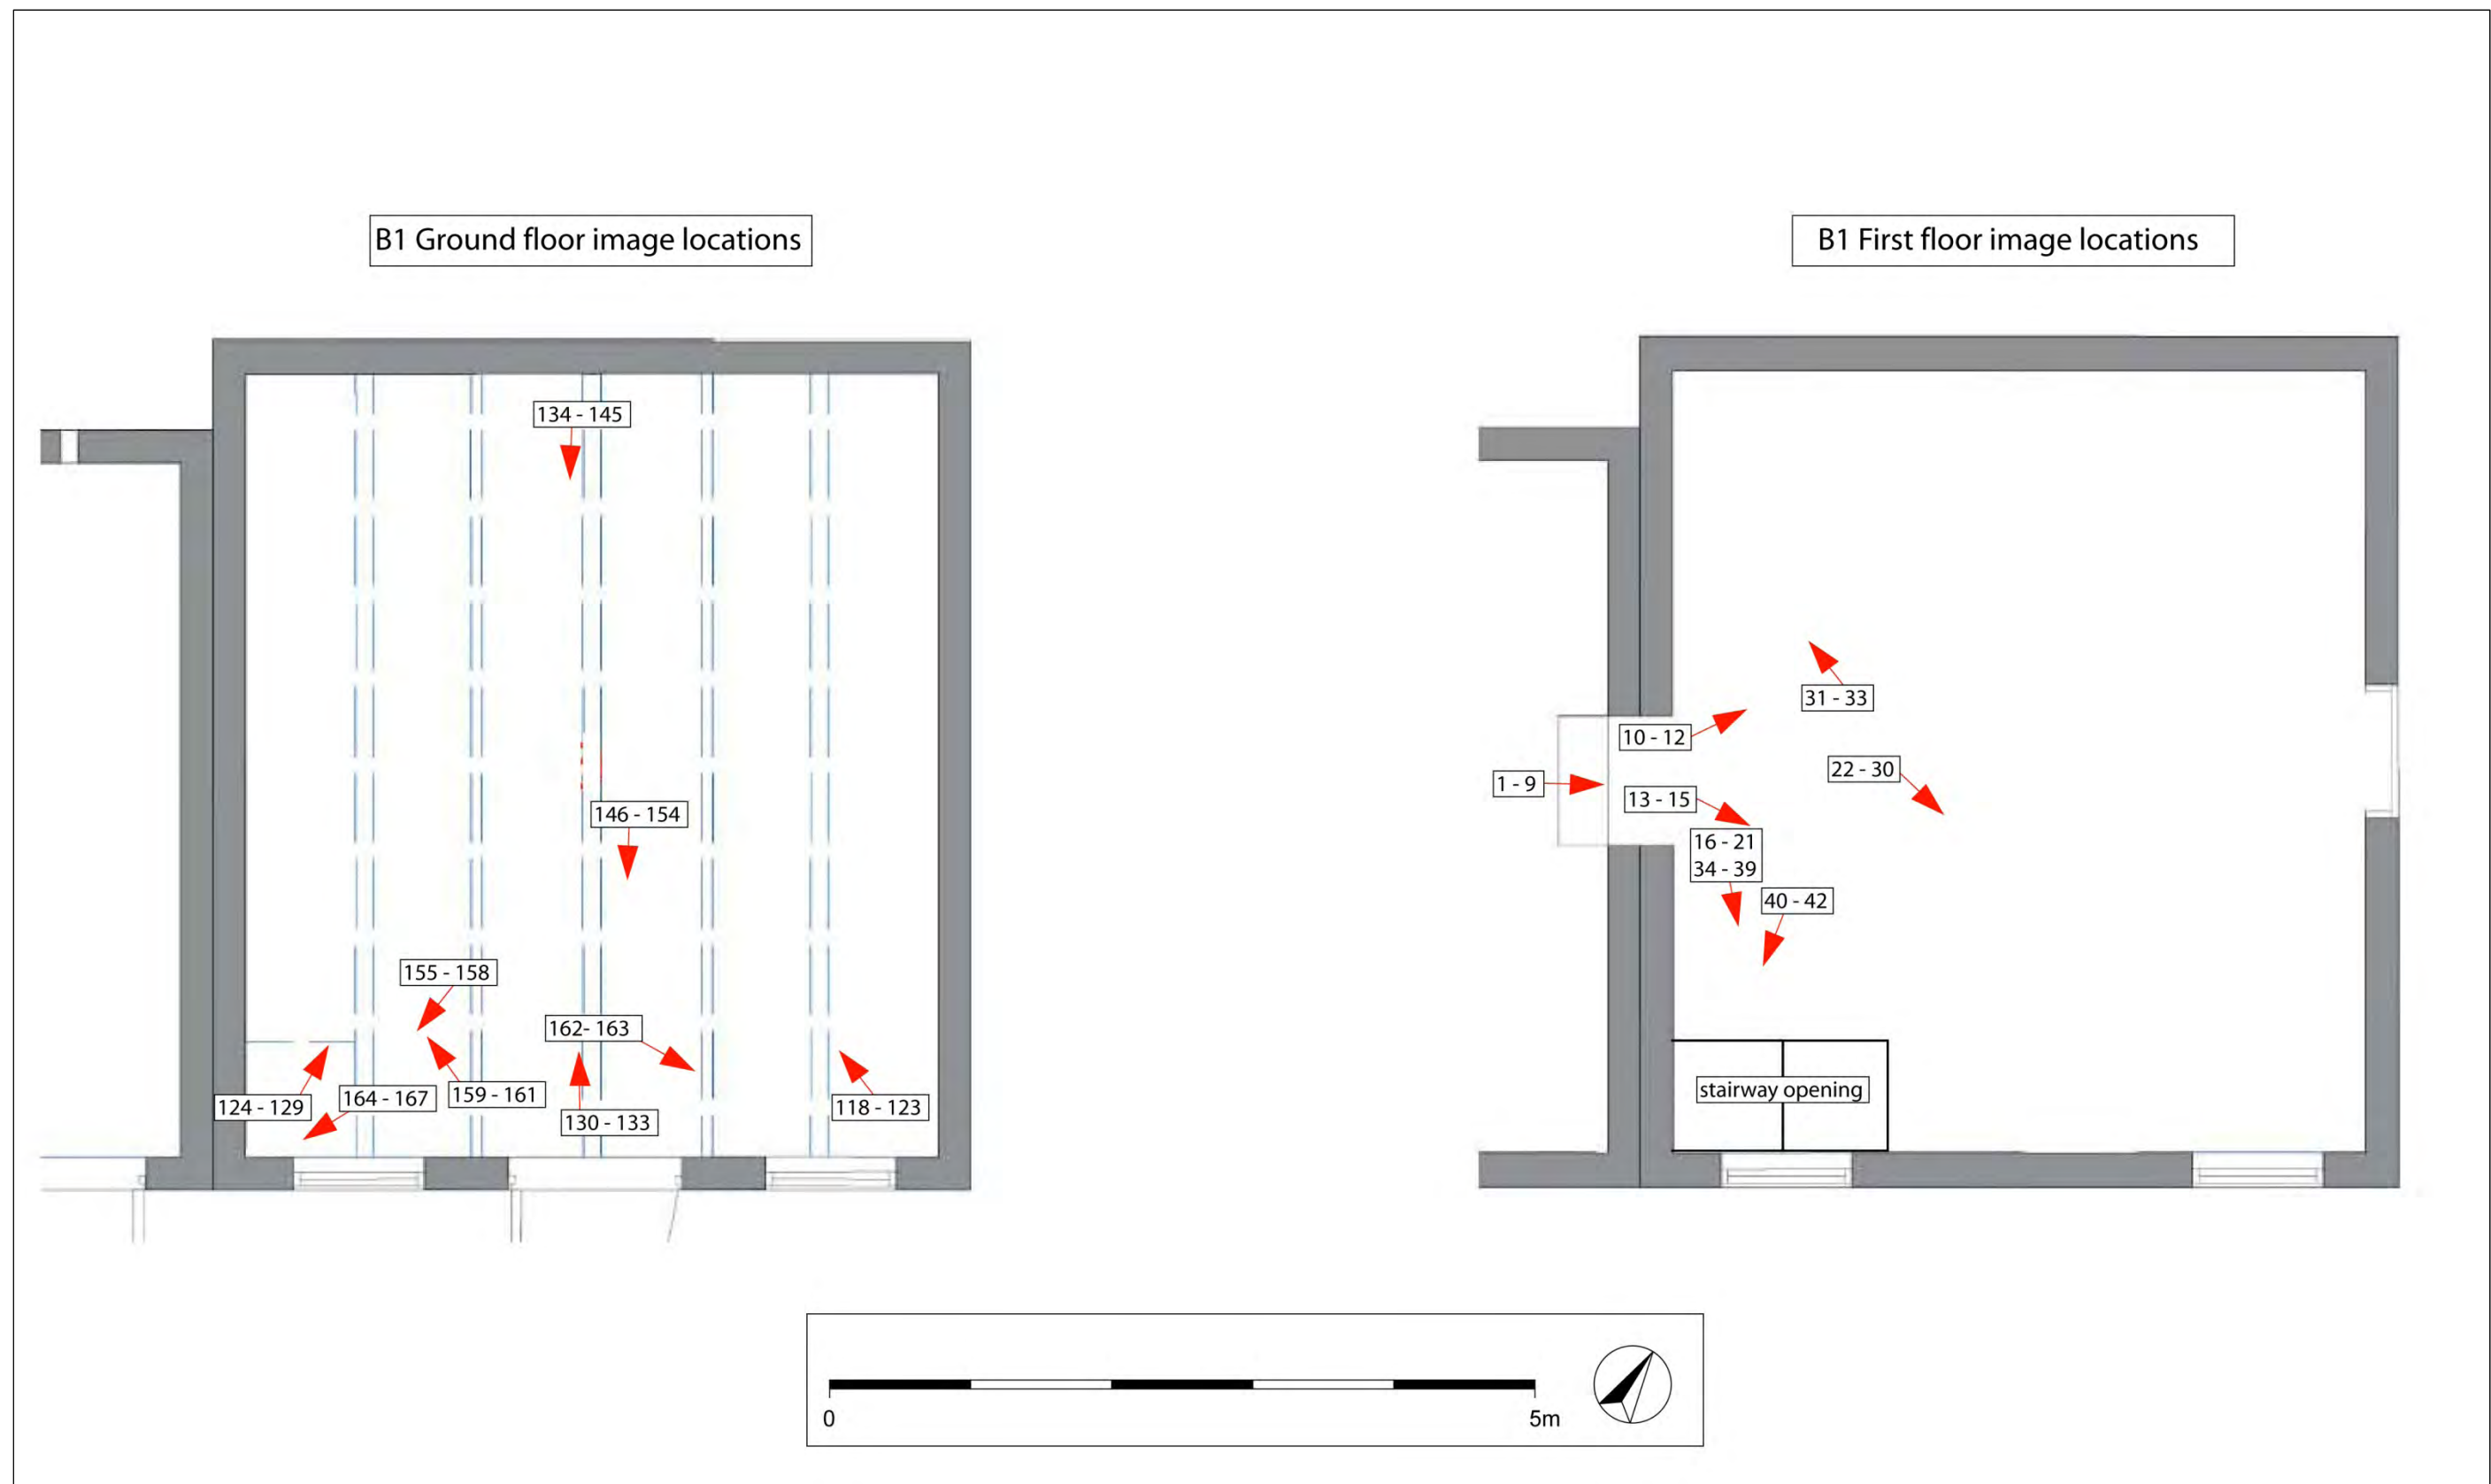 B1 Ground floor image locations
134 - 145
146 - 154
155 - 158
162- 163
124 - 129
164 - 167
159 - 161
130 - 133
118 - 123
B1 First floor image locations
31 - 33
10 - 12
22 - 30
1 - 9
13 - 15
16 - 21
34 - 39
40 - 42
stairway opening
0
5m